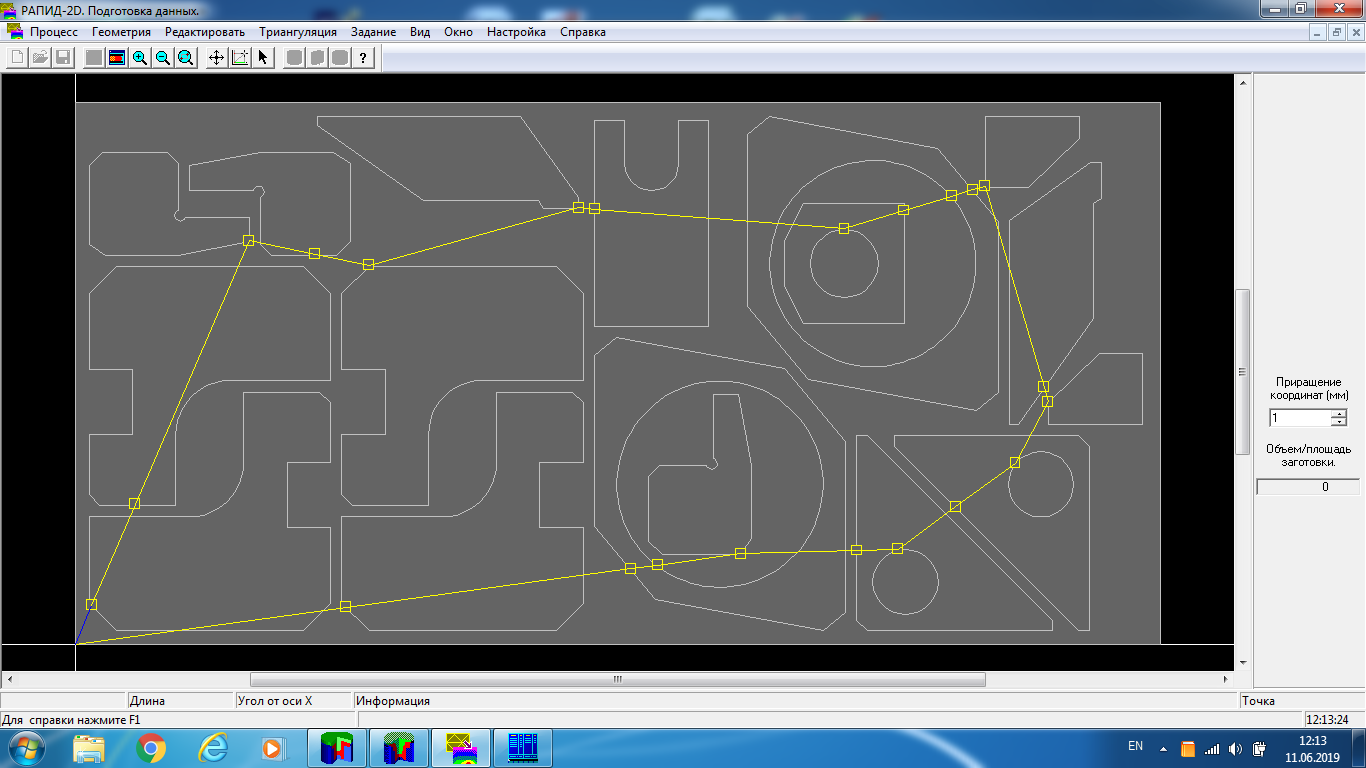 РАПИД-2D. Подготовка данных.
Процесс Геометрия Редактировать Триангуляция Задание Вид Окно Настройка Справка
?
Приращение
координат (мм)
1
Объем/площадь
заготовки.
0
Длина Угол от оси X Информация Точка
Для справки нажмите F1 12:13:24
EN 12:13
11.06.2019